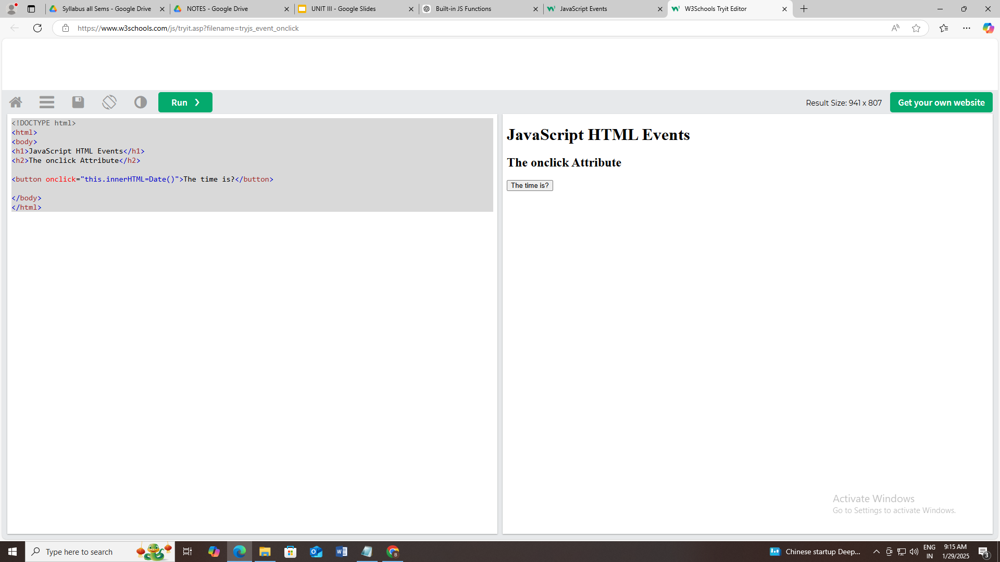 Syllabus all Sems - Google Drive
NOTES - Google Drive
UNIT III - Google Slides
Built-in JS Functions
JavaScript Events
W3Schools Tryit Editor
https://www.w3schools.com/js/tryit.asp?filename=tryjs_event_onclick
Run ❯
Result Size: 941 x 807
Get your own website
<!DOCTYPE html>
<html>
<body>
<h1>JavaScript HTML Events</h1>
<h2>The onclick Attribute</h2>
<button onclick="this.innerHTML=Date()">The time is?</button>
</body>
</html>
JavaScript HTML Events
The onclick Attribute
The time is?
Activate Windows
Go to Settings to activate Windows.
Type here to search
Chinese startup Deep...
ENG
IN
9:15 AM
1/29/2025
3